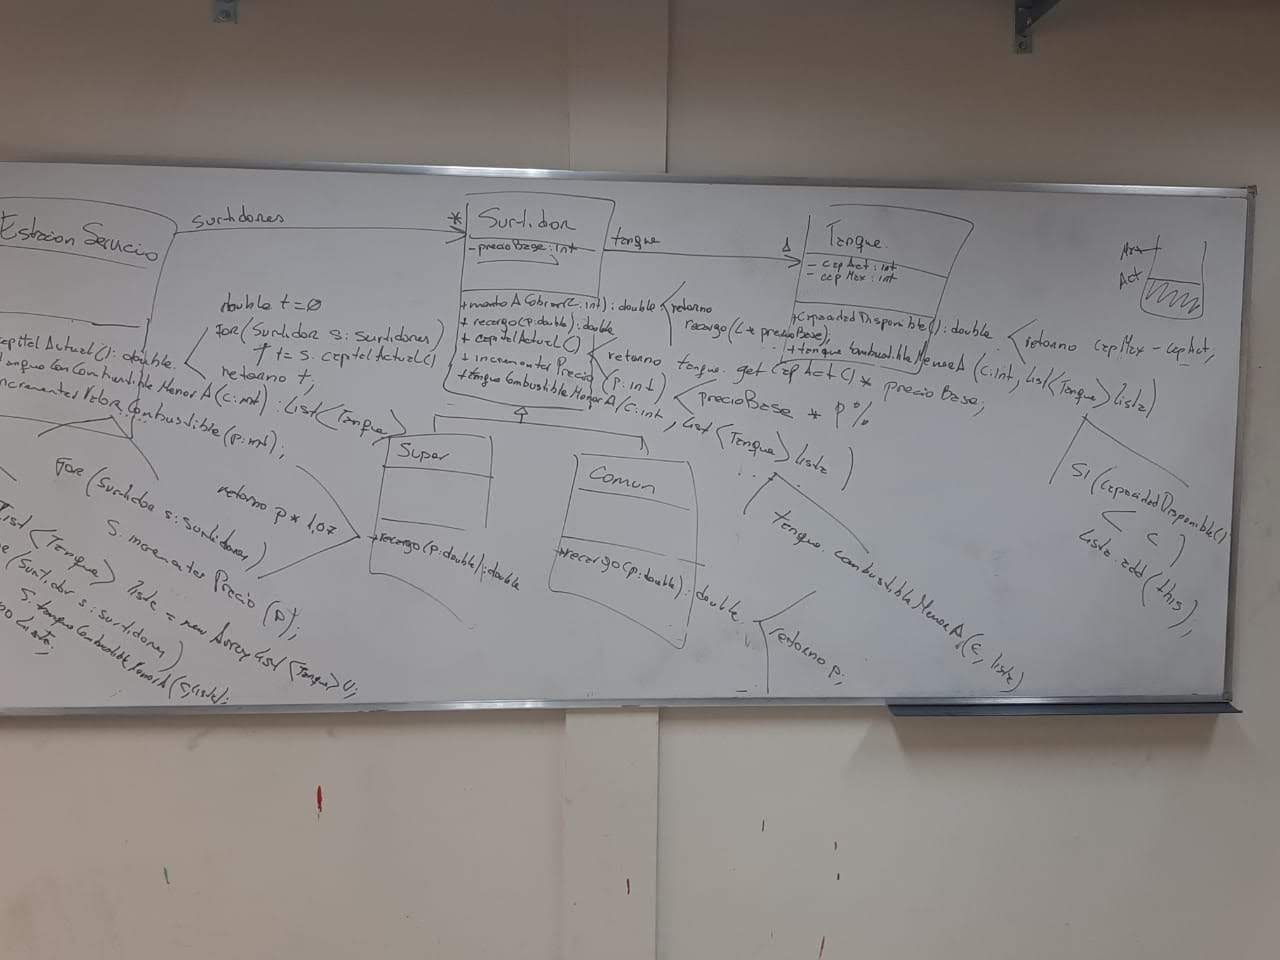 Estacion Servicio
surtidores
*
Surtidor
- precioBase: int
tanque
1
Tanque
- capAct: int
- capMax: int
Max
Act
+ montoACobrar(L: int): double
retorno
recargo(L * precioBase);
+ recargo(p: double): double
+ capitalActual()
retorno tanque. getCapAct() * precioBase;
+ incrementarPrecio
(p: int)
precioBase * p %
+ tanqueCombustibleMenorA(c: int, List<Tanque> lista)
+ CapacidadDisponible(): double
retorno capMax - capAct;
+ tanqueCombustibleMenorA(c: int, List<Tanque> lista)
Si (capacidadDisponible()
< c )
lista.add(this);
tanque. combustibleMenorA(c, lista)
capitalActual(): double
double t = 0
For(Surtidor s: surtidores)
t = s. capitalActual()
retorno t;
TanqueConCombustibleMenorA(c: int): List<Tanque>
incrementarValorCombustible(p: int);
For (Surtidor s: surtidores)
s. incrementarPrecio (p);
List<Tanque> lista = new ArrayList<Tanque>();
(Surtidor s: surtidores)
s. tanqueCombustibleMenorA(c, lista);
lista;
Super
+ recargo(p: double): double
retorno p * 1,07
Comun
+ recargo(p: double): double
retorno p;